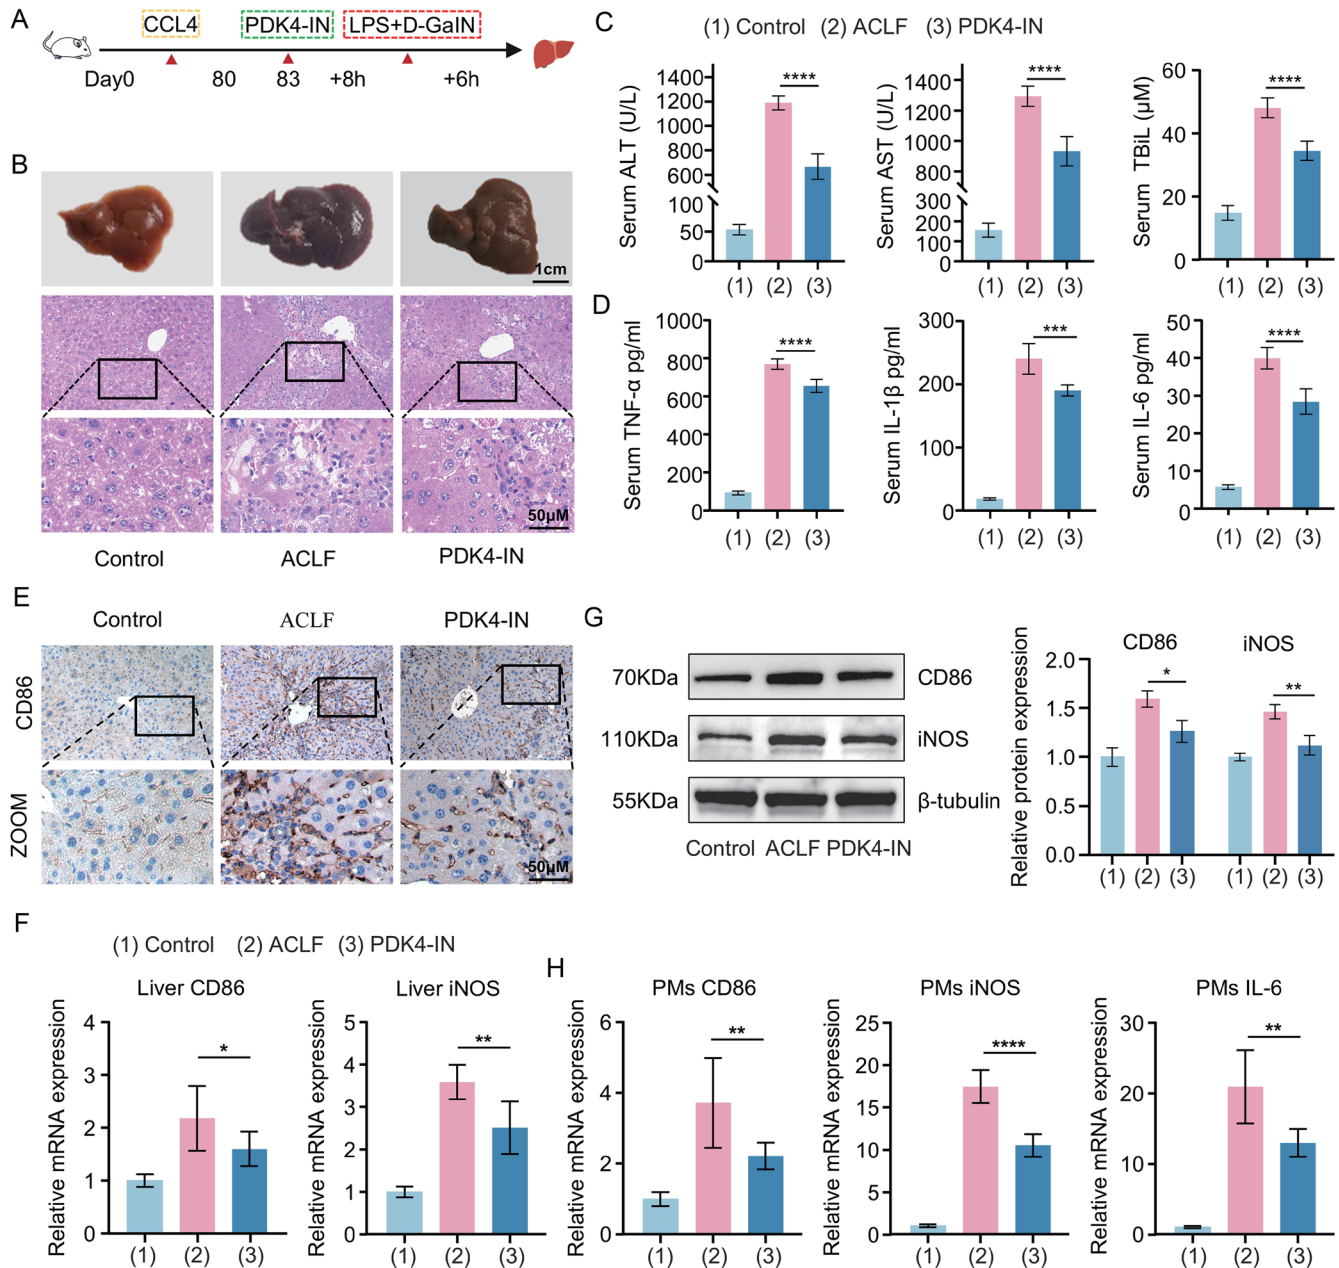 A
CCL4 PDK4-IN LPS+D-GalN
Day0 80 83 +8h +6h
B
1cm
50μM
Control ACLF PDK4-IN
C
(1) Control (2) ACLF (3) PDK4-IN
Serum ALT (U/L)
1400
1200
1000
800
600
100
50
0
****
(1) (2) (3)
Serum AST (U/L)
1400
1200
1000
800
300
200
100
0
****
(1) (2) (3)
Serum TBiL (μM)
60
40
20
0
****
(1) (2) (3)
D
Serum TNF-α pg/ml
1000
800
600
400
200
0
****
(1) (2) (3)
Serum IL-1β pg/ml
300
200
100
0
***
(1) (2) (3)
Serum IL-6 pg/ml
50
40
30
20
10
0
****
(1) (2) (3)
E
Control ACLF PDK4-IN
CD86
ZOOM
50μM
G
70KDa CD86
110KDa iNOS
55KDa β-tubulin
Control ACLF PDK4-IN
Relative protein expression
CD86 iNOS
2.0
1.5
1.0
0.5
0.0
* **
(1) (2) (3) (1) (2) (3)
F
(1) Control (2) ACLF (3) PDK4-IN
Liver CD86
Relative mRNA expression
4
3
2
1
0
*
(1) (2) (3)
Liver iNOS
Relative mRNA expression
5
4
3
2
1
0
**
(1) (2) (3)
H
PMs CD86
Relative mRNA expression
6
4
2
0
**
(1) (2) (3)
PMs iNOS
Relative mRNA expression
25
20
15
10
5
0
****
(1) (2) (3)
PMs IL-6
Relative mRNA expression
30
20
10
0
**
(1) (2) (3)